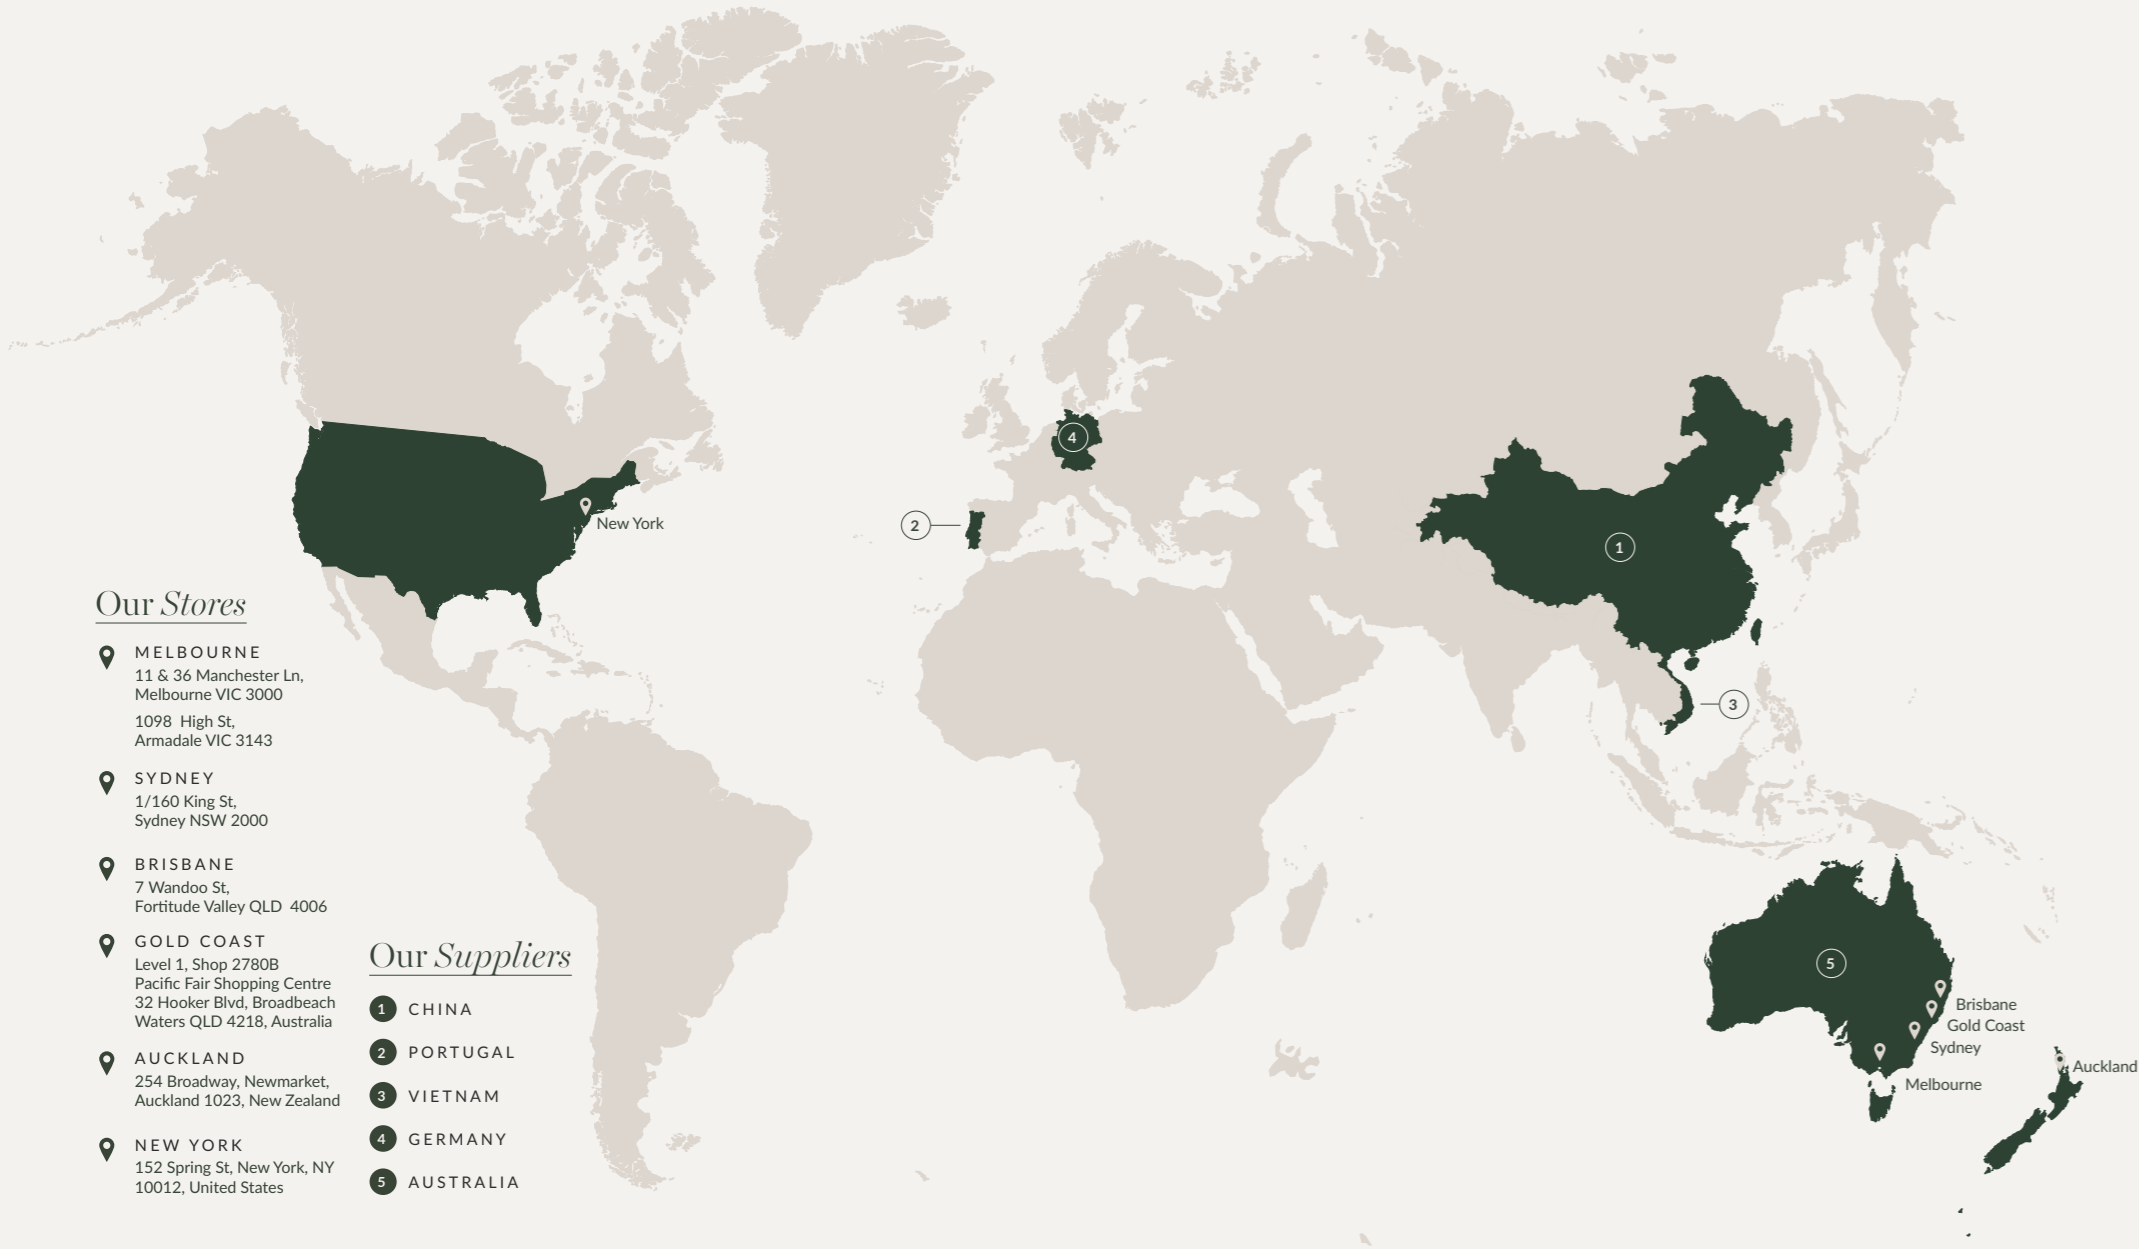 Our Stores
MELBOURNE
11 & 36 Manchester Ln,
Melbourne VIC 3000
1098 High St,
Armadale VIC 3143
SYDNEY
1/160 King St,
Sydney NSW 2000
BRISBANE
7 Wandoo St,
Fortitude Valley QLD 4006
GOLD COAST
Level 1, Shop 2780B
Pacific Fair Shopping Centre
32 Hooker Blvd, Broadbeach
Waters QLD 4218, Australia
AUCKLAND
254 Broadway, Newmarket,
Auckland 1023, New Zealand
NEW YORK
152 Spring St, New York, NY
10012, United States
Our Suppliers
1 CHINA
2 PORTUGAL
3 VIETNAM
4 GERMANY
5 AUSTRALIA
New York
4
2
1
3
5
Brisbane
Gold Coast
Sydney
Melbourne
Auckland